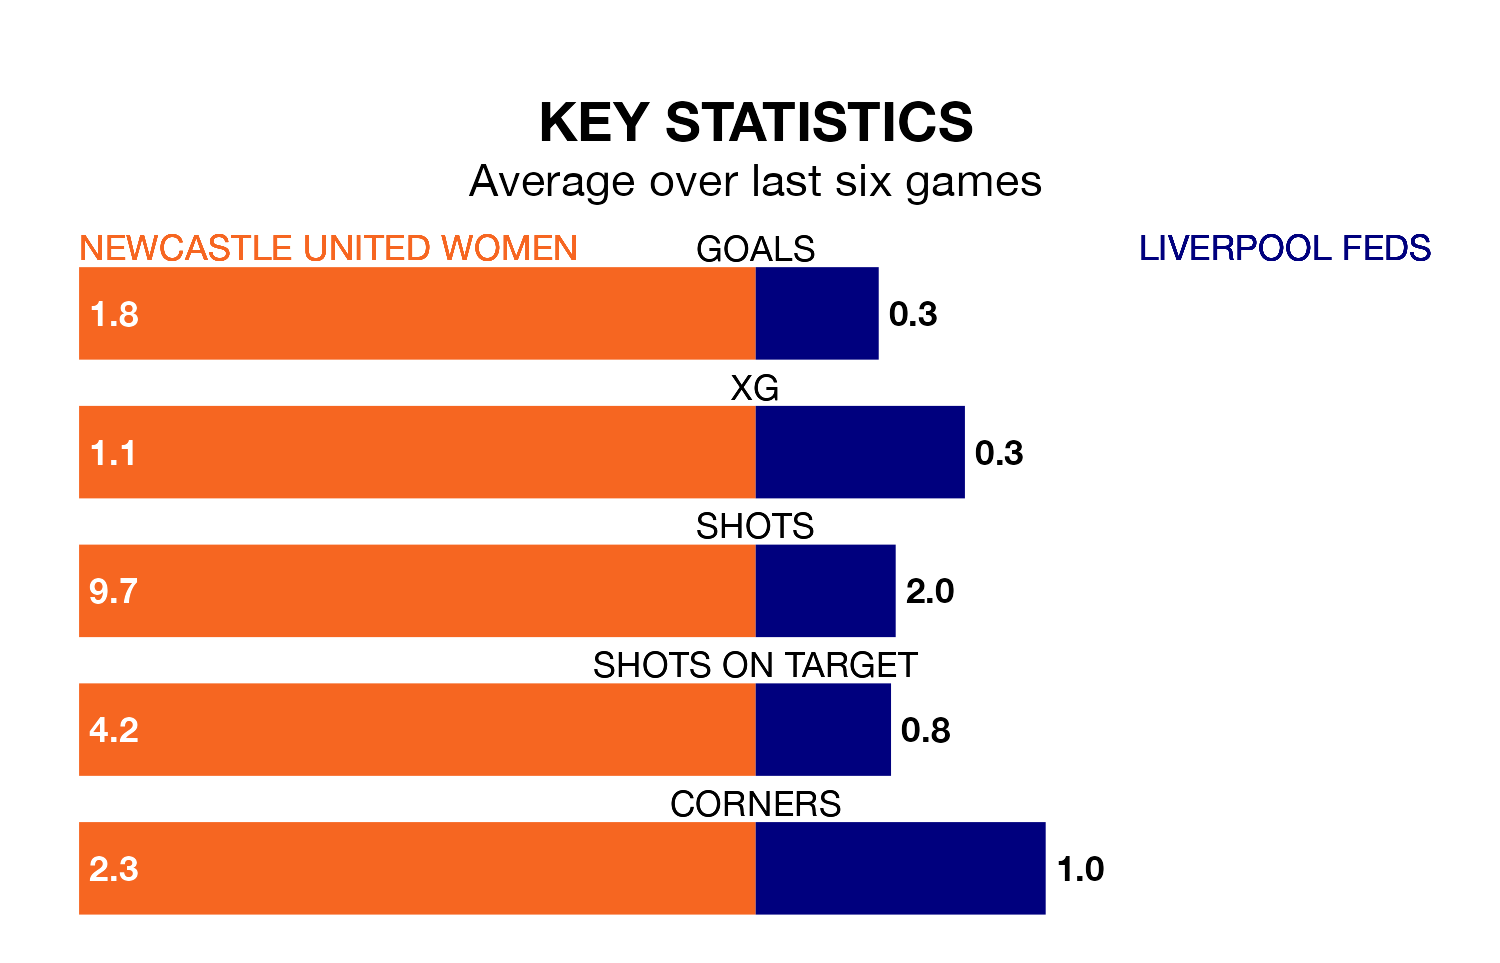 KEY STATISTICS
Average over last six games
NEWCASTLE UNITED WOMEN GOALS LIVERPOOL FEDS
1.8 0.3
XG
1.1 0.3
SHOTS
9.7 2.0
SHOTS ON TARGET
4.2 0.8
CORNERS
2.3 1.0